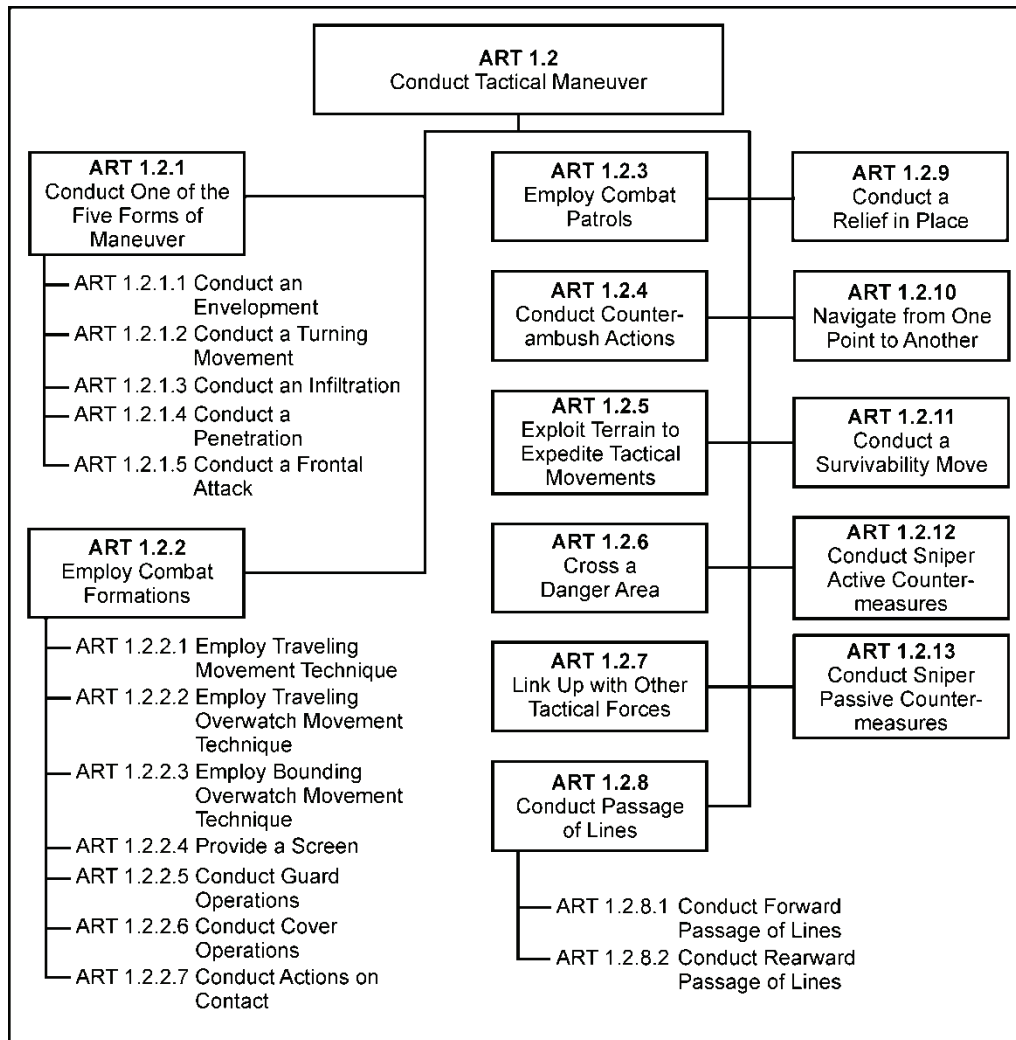 ART 1.2
Conduct Tactical Maneuver
ART 1.2.1
Conduct One of the
Five Forms of
Maneuver
ART 1.2.1.1 Conduct an
Envelopment
ART 1.2.1.2 Conduct a Turning
Movement
ART 1.2.1.3 Conduct an Infiltration
ART 1.2.1.4 Conduct a
Penetration
ART 1.2.1.5 Conduct a Frontal
Attack
ART 1.2.2
Employ Combat
Formations
ART 1.2.2.1 Employ Traveling
Movement Technique
ART 1.2.2.2 Employ Traveling
Overwatch Movement
Technique
ART 1.2.2.3 Employ Bounding
Overwatch Movement
Technique
ART 1.2.2.4 Provide a Screen
ART 1.2.2.5 Conduct Guard
Operations
ART 1.2.2.6 Conduct Cover
Operations
ART 1.2.2.7 Conduct Actions on
Contact
ART 1.2.3
Employ Combat
Patrols
ART 1.2.4
Conduct Counter-
ambush Actions
ART 1.2.5
Exploit Terrain to
Expedite Tactical
Movements
ART 1.2.6
Cross a
Danger Area
ART 1.2.7
Link Up with Other
Tactical Forces
ART 1.2.8
Conduct Passage
of Lines
ART 1.2.8.1 Conduct Forward
Passage of Lines
ART 1.2.8.2 Conduct Rearward
Passage of Lines
ART 1.2.9
Conduct a
Relief in Place
ART 1.2.10
Navigate from One
Point to Another
ART 1.2.11
Conduct a
Survivability Move
ART 1.2.12
Conduct Sniper
Active Counter-
measures
ART 1.2.13
Conduct Sniper
Passive Counter-
measures